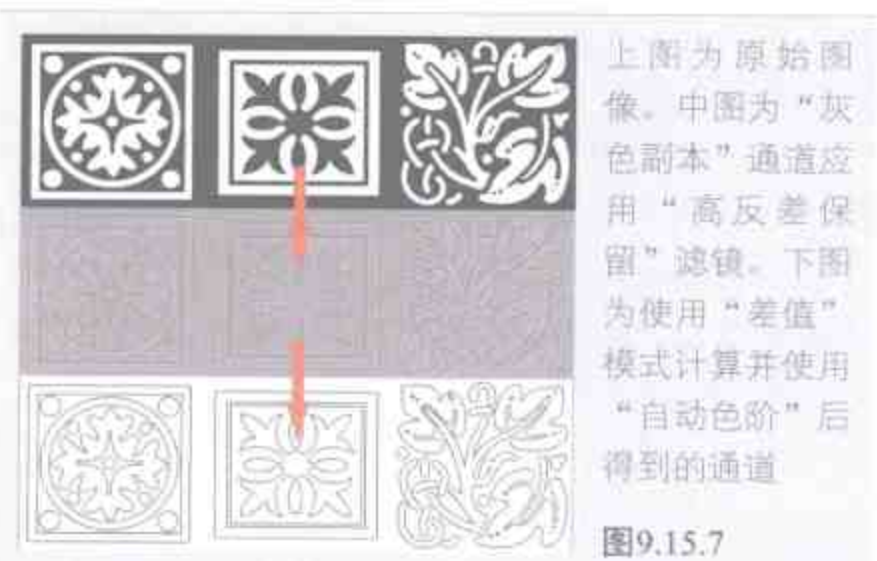 上图为原始图
像。中图为“灰
色副本”通道应
用“高反差保
留”滤镜。下图
为使用“差值”
模式计算并使用
“自动色阶”后
得到的通道
图9.15.7